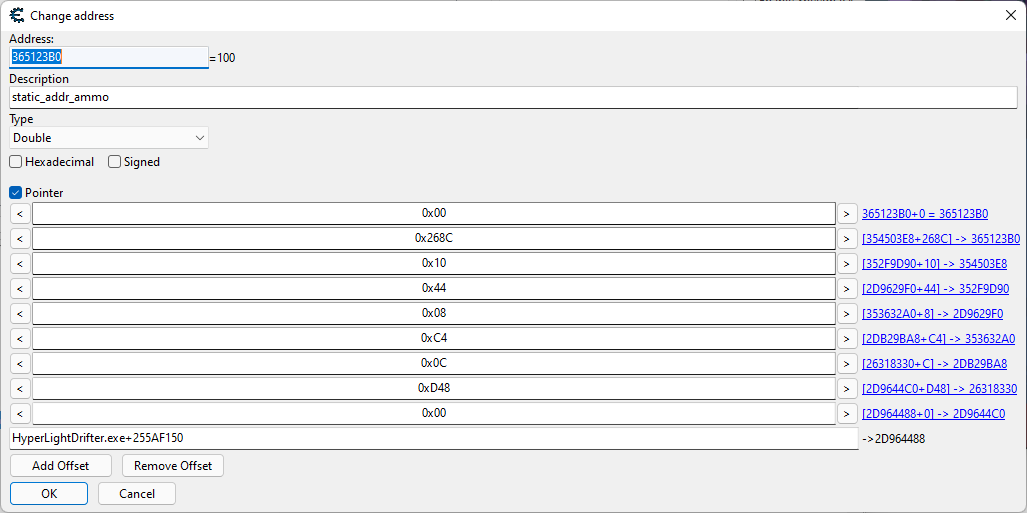 Change address
Address:
365123B0 =100
Description
static_addr_ammo
Type
Double
Hexadecimal Signed
Pointer
< 0x00 > 365123B0+0 = 365123B0
< 0x268C > [354503E8+268C] -> 365123B0
< 0x10 > [352F9D90+10] -> 354503E8
< 0x44 > [2D9629F0+44] -> 352F9D90
< 0x08 > [353632A0+8] -> 2D9629F0
< 0xC4 > [2DB29BA8+C4] -> 353632A0
< 0x0C > [26318330+C] -> 2DB29BA8
< 0xD48 > [2D9644C0+D48] -> 26318330
< 0x00 > [2D964488+0] -> 2D9644C0
HyperLightDrifter.exe+255AF150 ->2D964488
Add Offset Remove Offset
OK Cancel